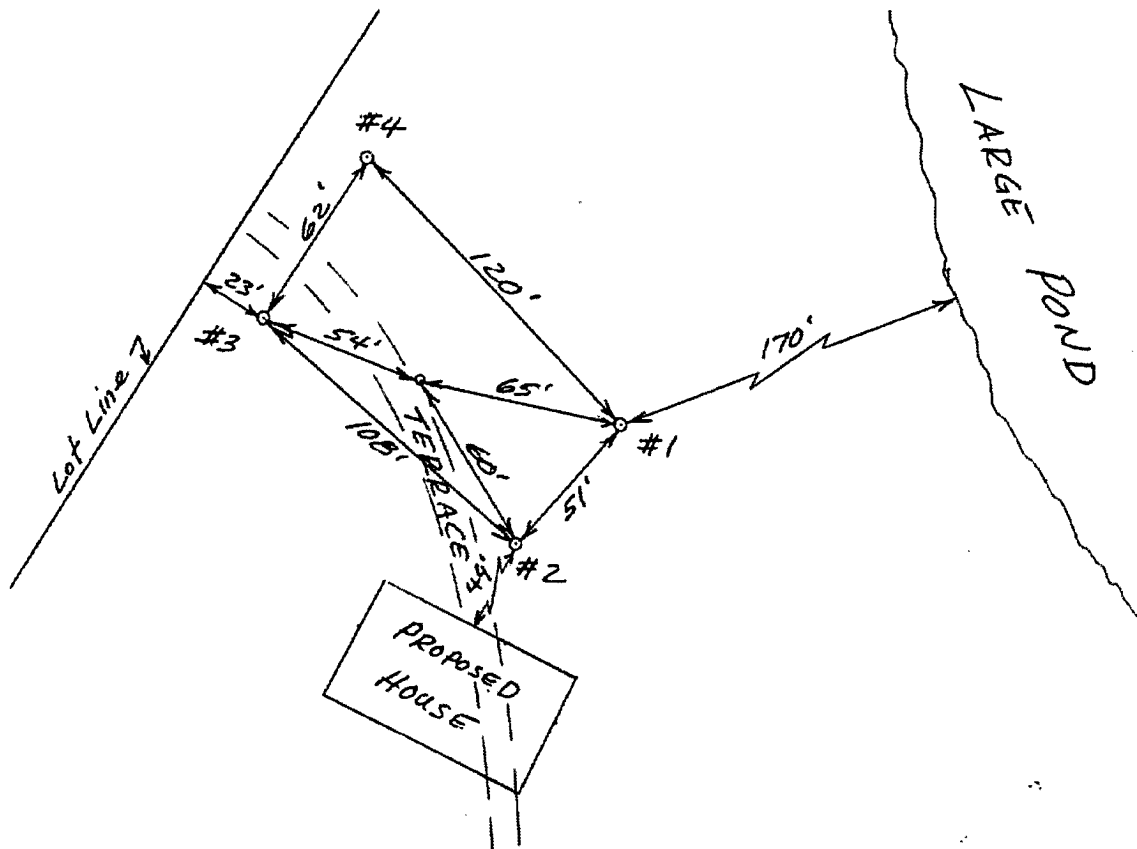 #4
LARGE POND
62'
120'
23'
#3
54'
170'
65'
Lot Line
#1
108'
TERRACE
60'
51'
#2
44'
PROPOSED
HOUSE